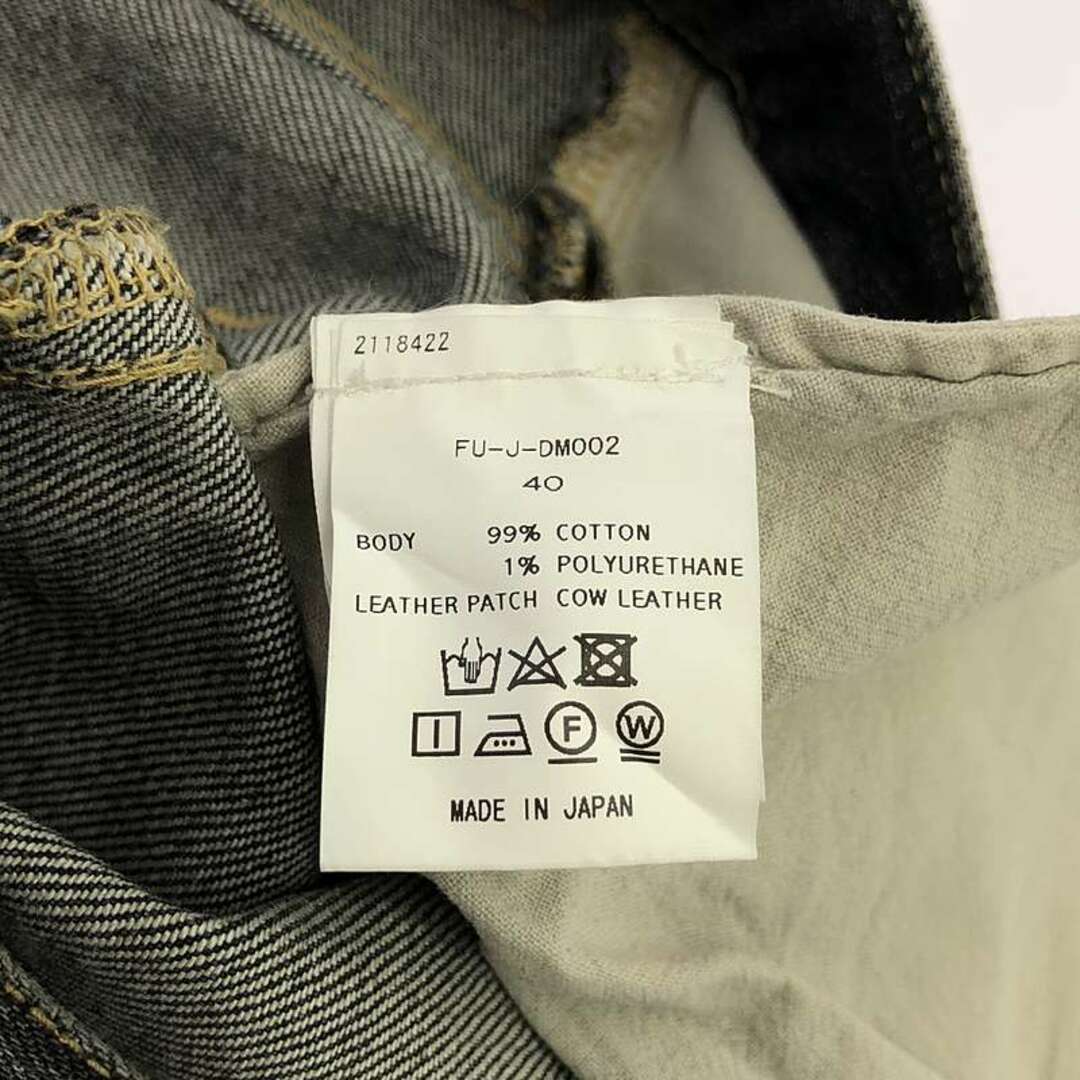 2118422
FU-J-DM002
40
BODY 99% COTTON
1% POLYURETHANE
LEATHER PATCH COW LEATHER
F W
MADE IN JAPAN